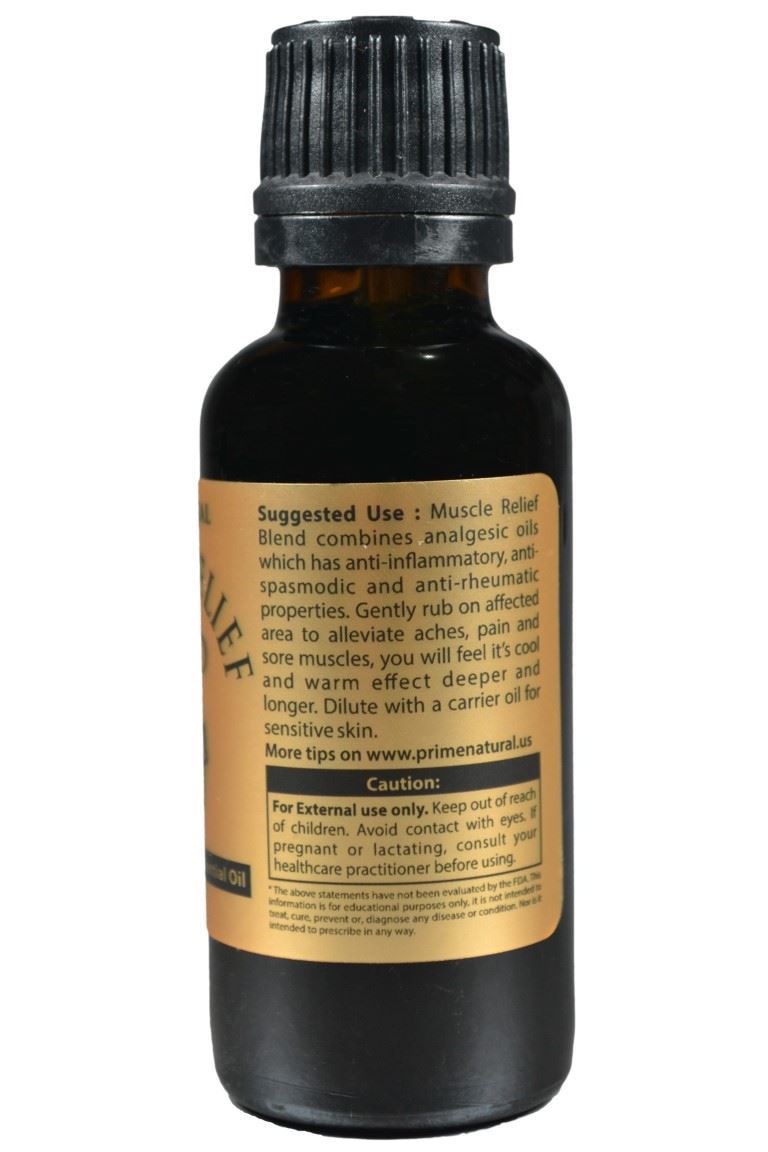 AL
LIEF
Suggested Use : Muscle Relief
Blend combines analgesic oils
which has anti-inflammatory, anti-
spasmodic and anti-rheumatic
properties. Gently rub on affected
area to alleviate aches, pain and
sore muscles, you will feel it's cool
and warm effect deeper and
longer. Dilute with a carrier oil for
sensitive skin.
More tips on www.primenatural.us
Caution:
For External use only. Keep out of reach
of children. Avoid contact with eyes. If
pregnant or lactating, consult your
healthcare practitioner before using.
ntial Oil
*The above statements have not been evaluated by the FDA. This
information is for educational purposes only, it is not intended to
treat, cure, prevent or, diagnose any disease or condition. Nor is it
intended to prescribe in any way.